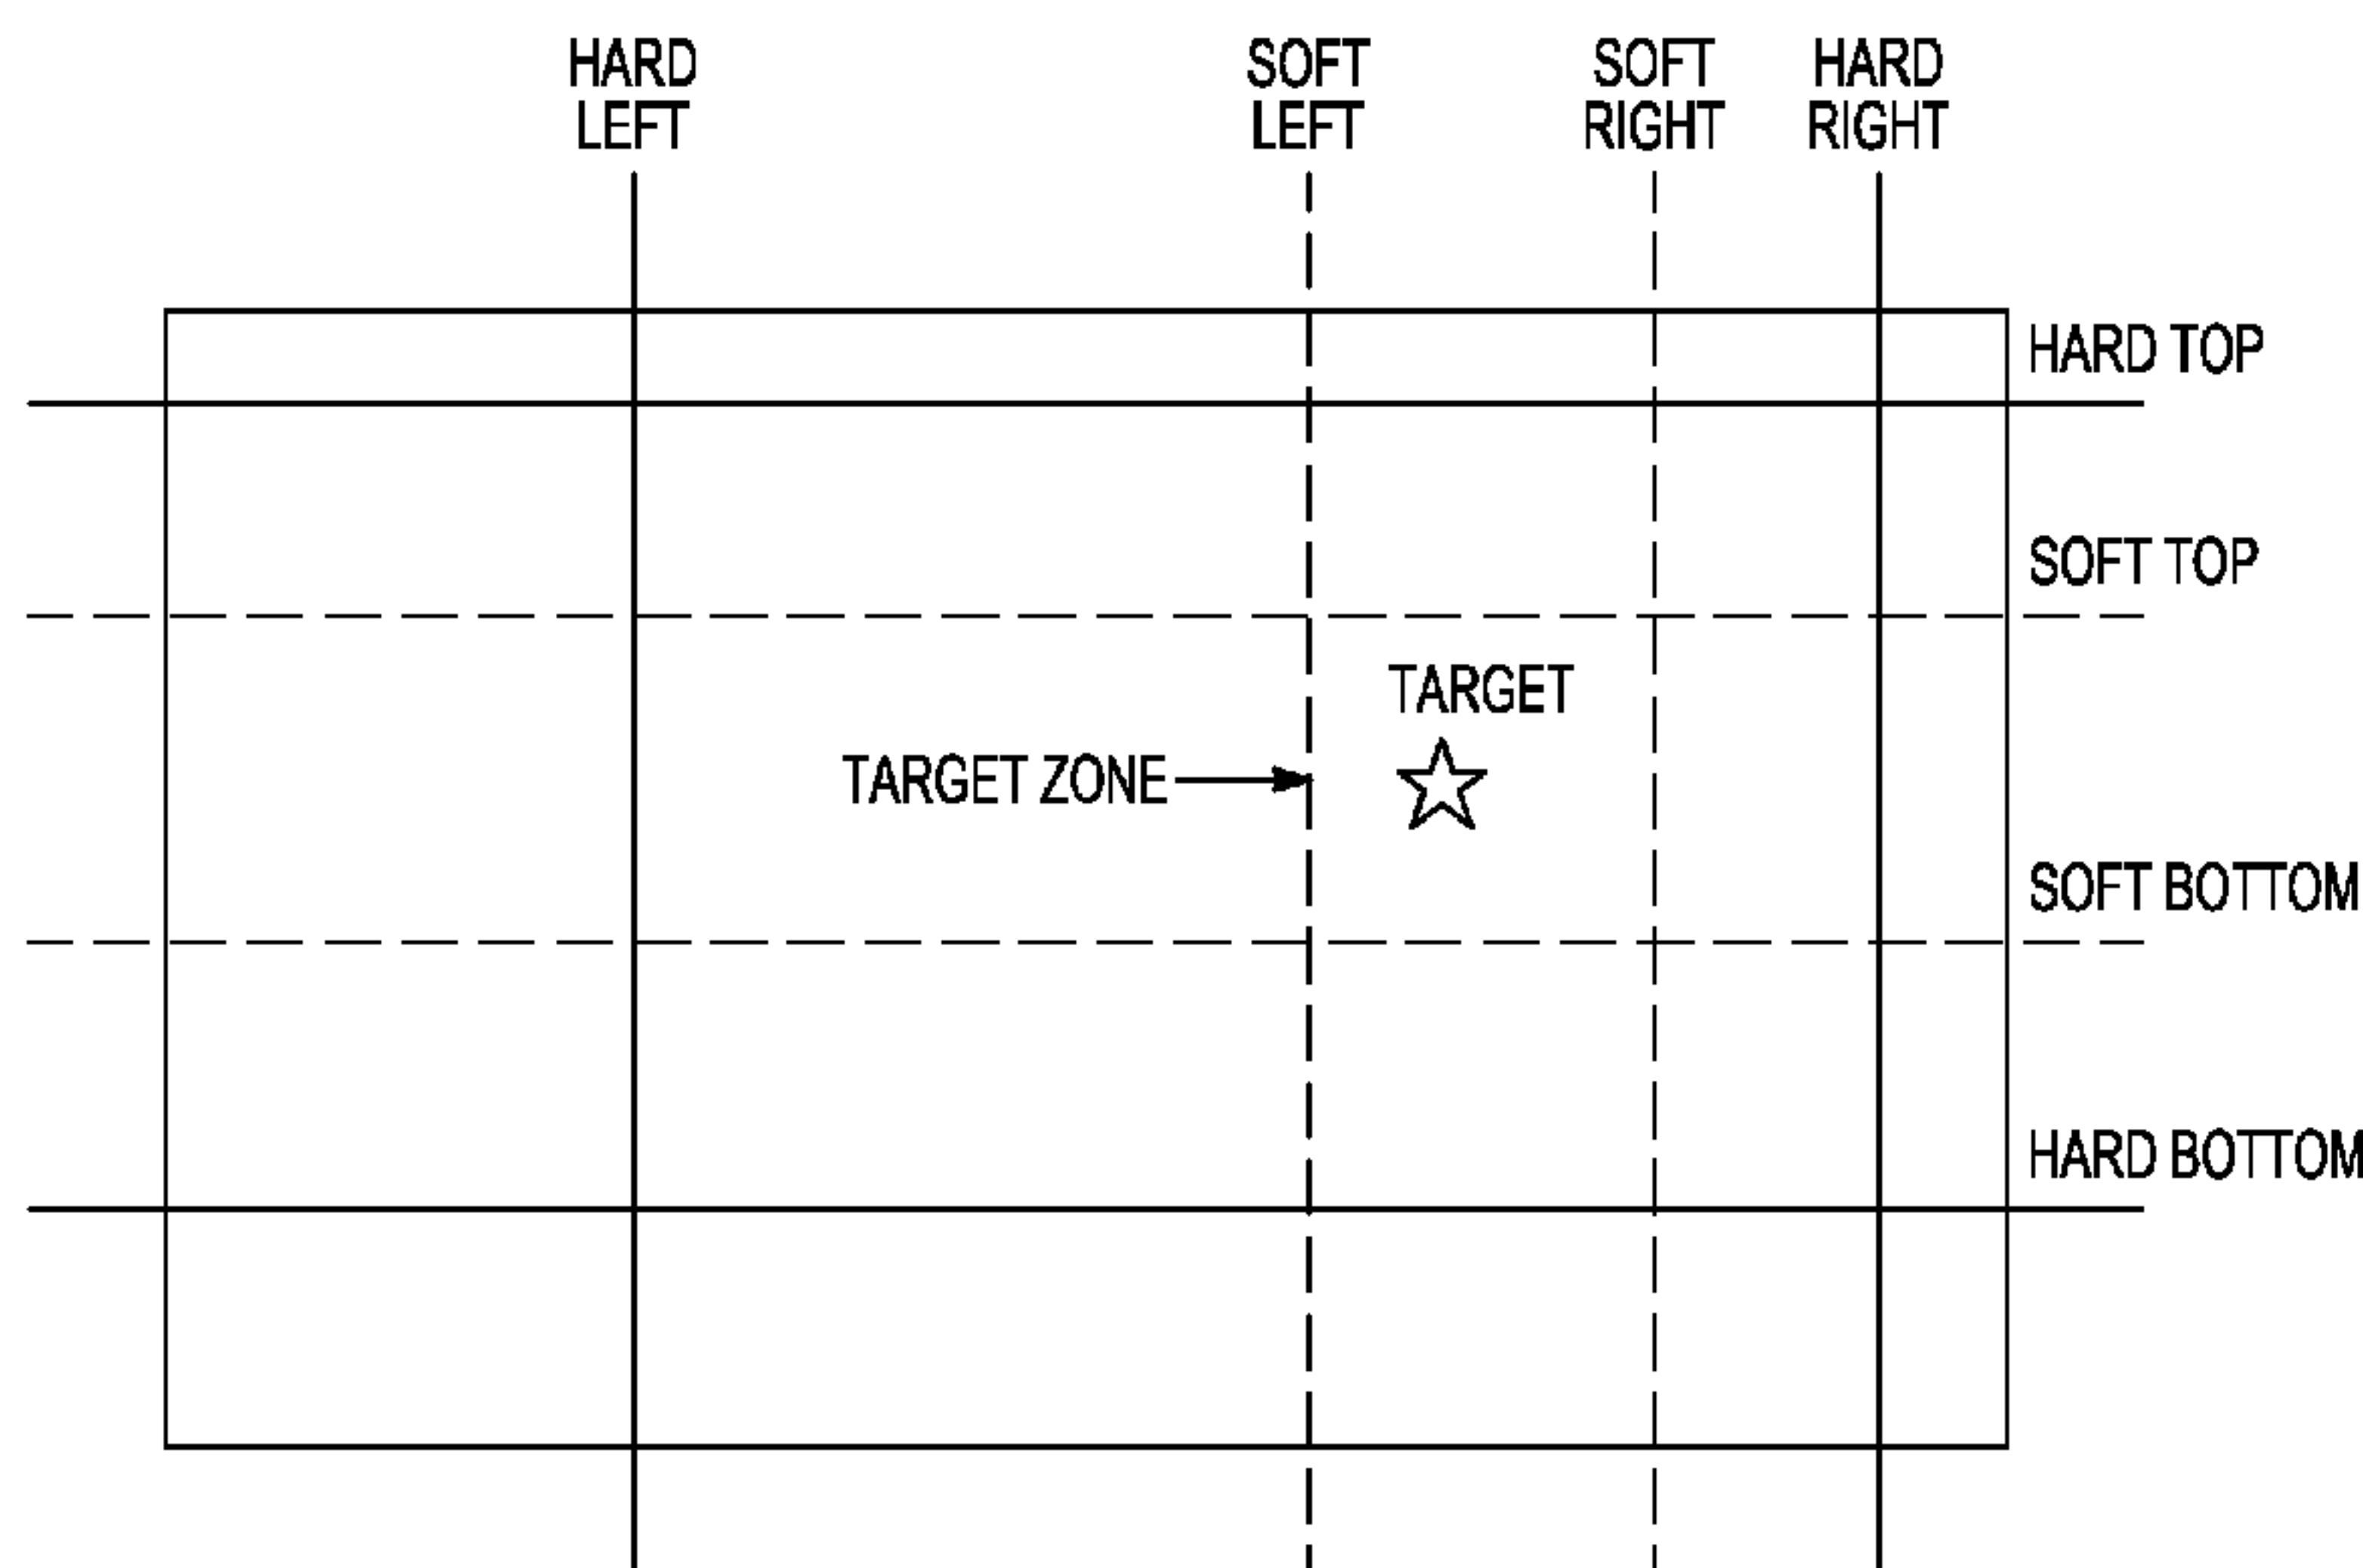 HARD
LEFT
SOFT
LEFT
SOFT
RIGHT
HARD
RIGHT
HARD TOP
SOFT TOP
TARGET
TARGET ZONE
SOFT BOTTOM
HARD BOTTOM